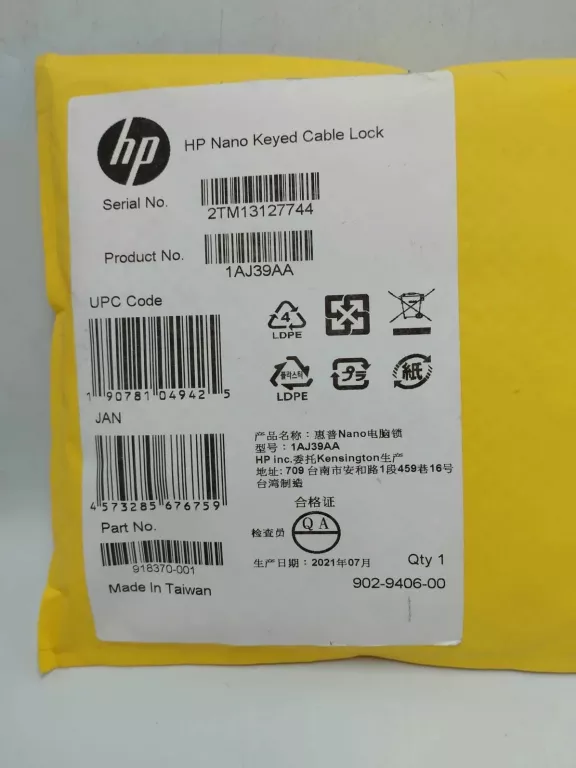 hp
HP Nano Keyed Cable Lock
Serial No.
2TM13127744
Product No.
1AJ39AA
UPC Code
1 90781 04942 5
4
LDPE
플라스틱
LDPE
プラ
紙
JAN
4 573285 676759
产品名称：惠普Nano电脑锁
型号：1AJ39AA
HP inc.委托Kensington生产
地址: 709 台南市安和路1段459巷16号
台湾制造
合格证
检查员
QA
生产日期：2021年07月
Part No.
918370-001
Made In Taiwan
Qty 1
902-9406-00